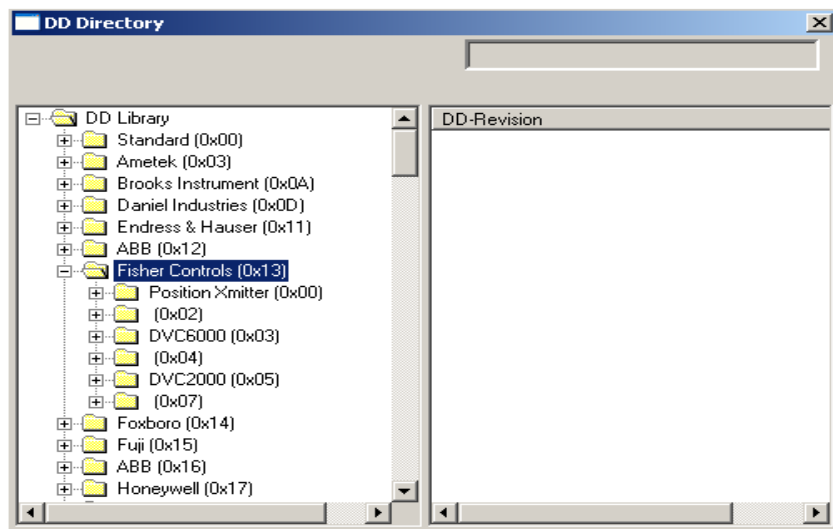 DD Directory
DD Library
Standard (0x00)
Ametek (0x03)
Brooks Instrument (0x0A)
Daniel Industries (0x0D)
Endress & Hauser (0x11)
ABB (0x12)
Fisher Controls (0x13)
Position Xmitter (0x00)
(0x02)
DVC6000 (0x03)
(0x04)
DVC2000 (0x05)
(0x07)
Foxboro (0x14)
Fuji (0x15)
ABB (0x16)
Honeywell (0x17)
DD-Revision